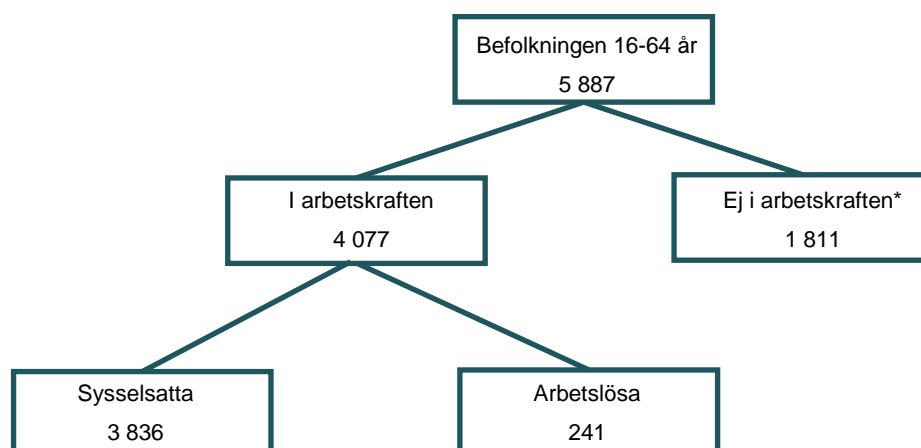 Befolkningen 16-64 år
5 887
I arbetskraften
4 077
Ej i arbetskraften*
1 811
Sysselsatta
3 836
Arbetslösa
241